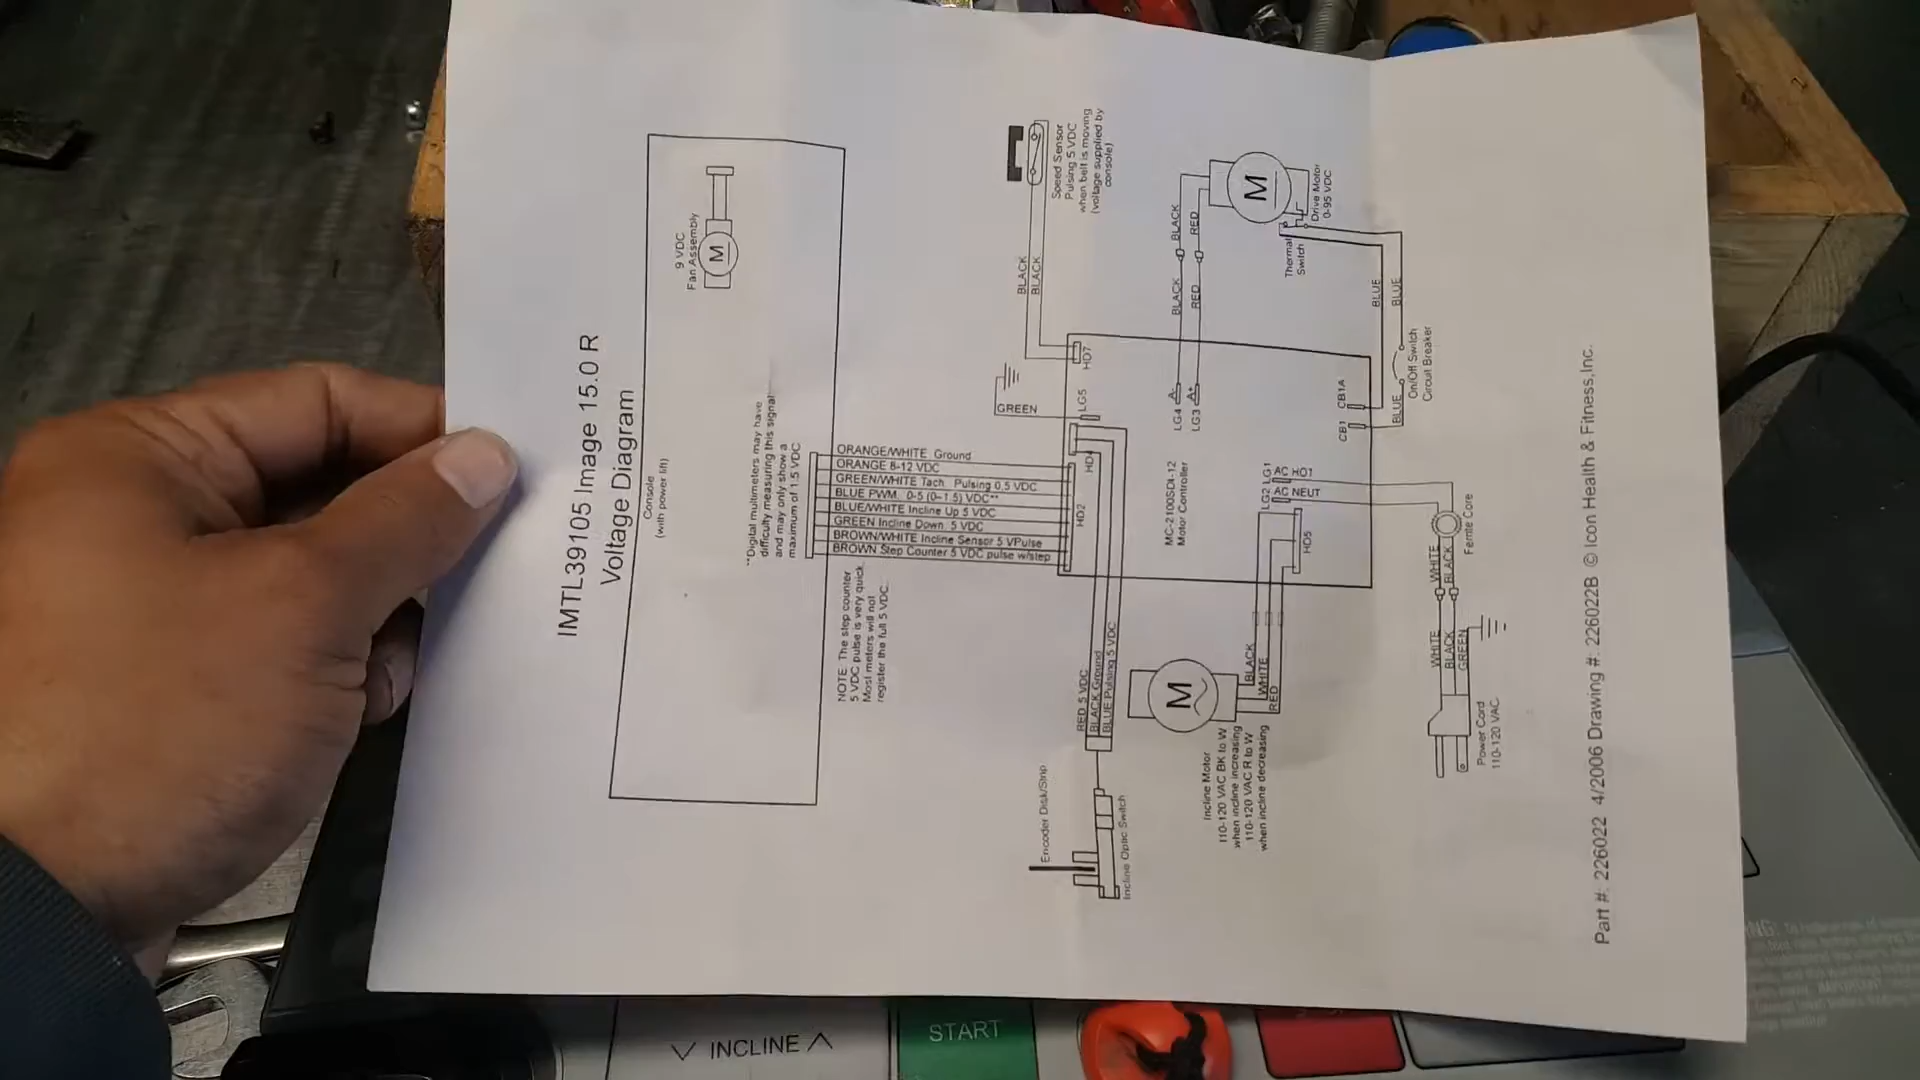 IMTL39105 Image 15.0 R
Voltage Diagram
Console
(with power lift)
9 VDC
Fan Assembly
M
**Digital multimeters may have
difficulty measuring this signal
and may only show a
maximum of 1.5 VDC
ORANGE/WHITE Ground
ORANGE 8-12 VDC
GREEN/WHITE Tach. Pulsing 0.5 VDC
BLUE PWM. 0-5 (0-1.5) VDC**
BLUE/WHITE Incline Up 5 VDC
GREEN Incline Down. 5 VDC
BROWN/WHITE Incline Sensor 5 VPulse
BROWN Step Counter 5 VDC pulse w/step
NOTE: The step counter
5 VDC pulse is very quick.
Most meters will not
register the full 5 VDC.
BLACK
BLACK
Speed Sensor
Pulsing 5 VDC
when belt is moving
(voltage supplied by
console)
GREEN
LG5
HD7
HD4
HD2
RED 5 VDC
BLACK Ground
BLUE Pulsing 5 VDC
Encoder Disk/Strip
Incline Optic Switch
MC-2100SDI-12
Motor Controller
LG4 A-
LG3 A+
BLACK
RED
BLACK
RED
M
Drive Motor
0-95 VDC
Thermal
Switch
BLUE
BLUE
BLUE
CB1
CB1A
On/Off Switch
Circuit Breaker
LG1 AC HOT
LG2 AC NEUT
HD5
M
BLACK
WHITE
RED
Incline Motor
110-120 VAC BK to W
when incline increasing
110-120 VAC R to W
when incline decreasing
Ferrite Core
WHITE
BLACK
WHITE
BLACK
GREEN
Power Cord
110-120 VAC
Part #: 226022 4/2006 Drawing #: 226022B © Icon Health & Fitness,Inc.
INCLINE
START